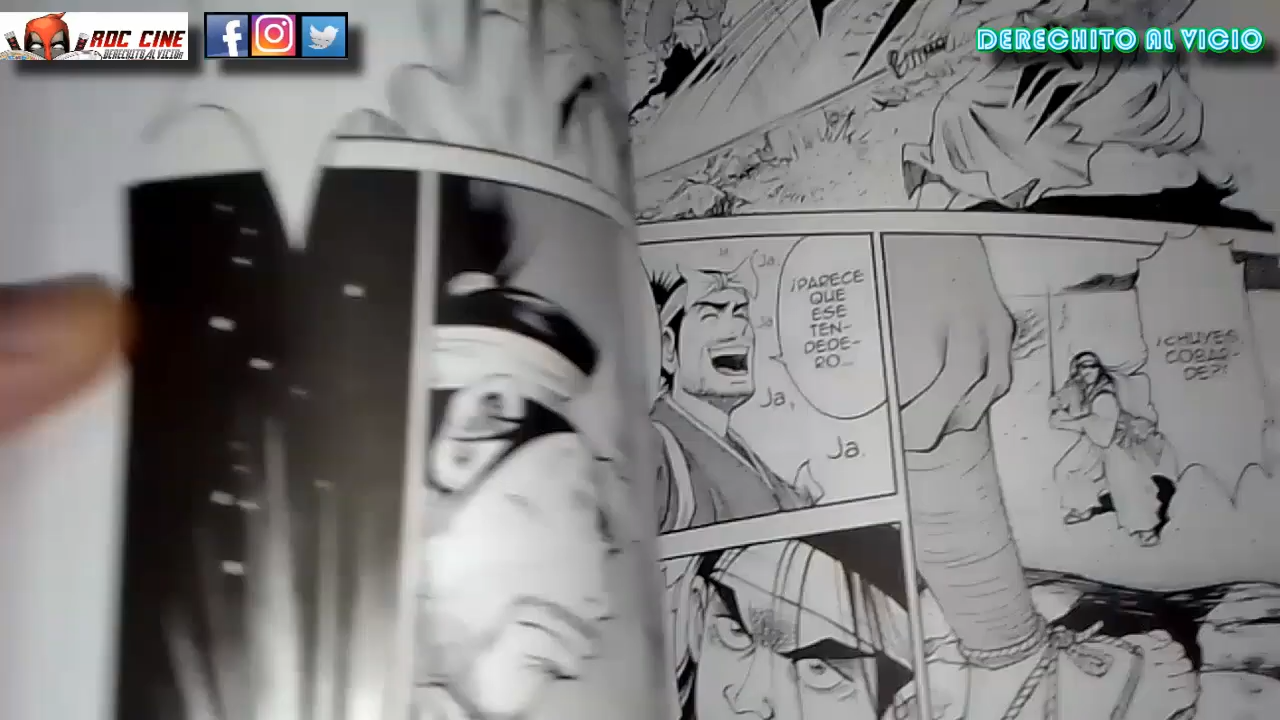 ROC CINE
DERECHITO AL VICIO
DERECHITO AL VICIO
Ja,
Ja
¡PARECE
QUE
ESE
TEN-
DEDE-
RO...
Ja,
Ja.
¡¿HUYES,
COBAR-
DE?!